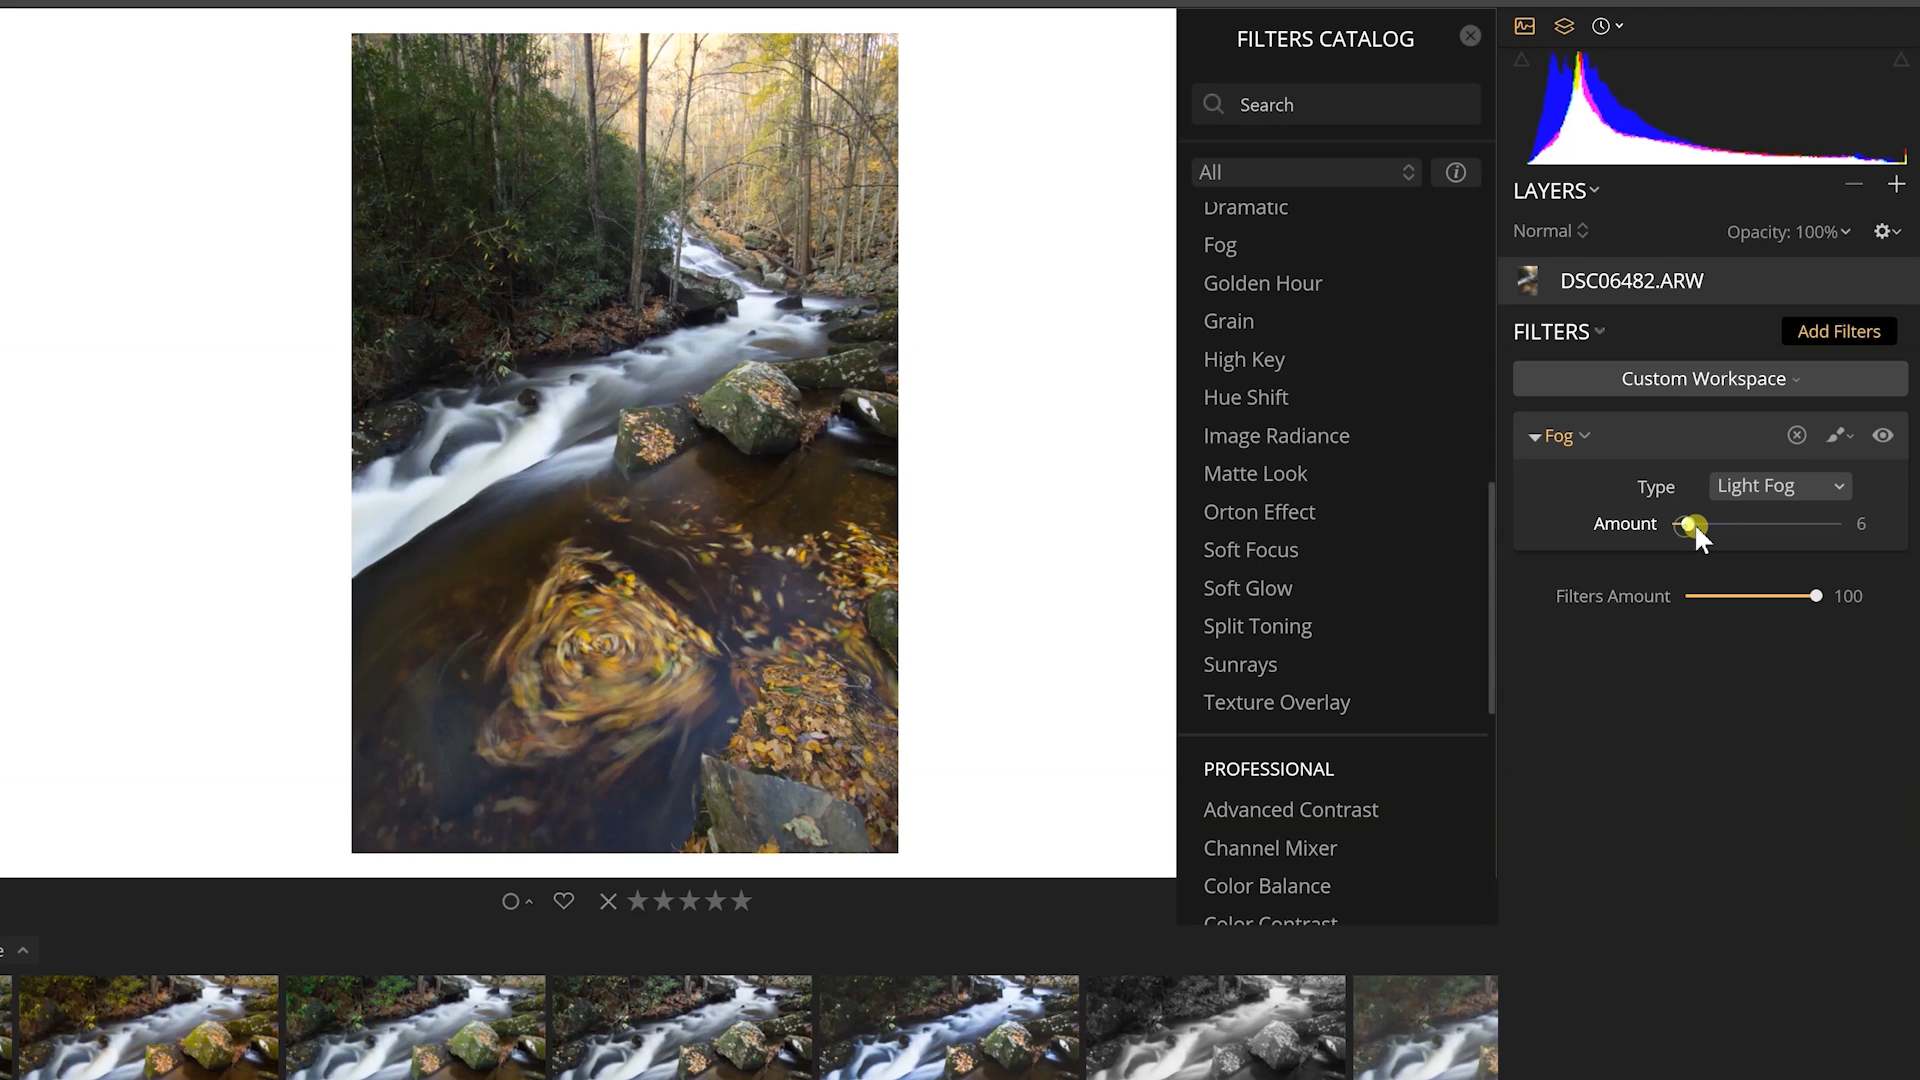 FILTERS CATALOG
Search
All
Dramatic
Fog
Golden Hour
Grain
High Key
Hue Shift
Image Radiance
Matte Look
Orton Effect
Soft Focus
Soft Glow
Split Toning
Sunrays
Texture Overlay
PROFESSIONAL
Advanced Contrast
Channel Mixer
Color Balance
Color Contrast
LAYERS
Normal
Opacity: 100%
DSC06482.ARW
FILTERS
Add Filters
Custom Workspace
Fog
Type Light Fog
Amount 6
Filters Amount 100
e